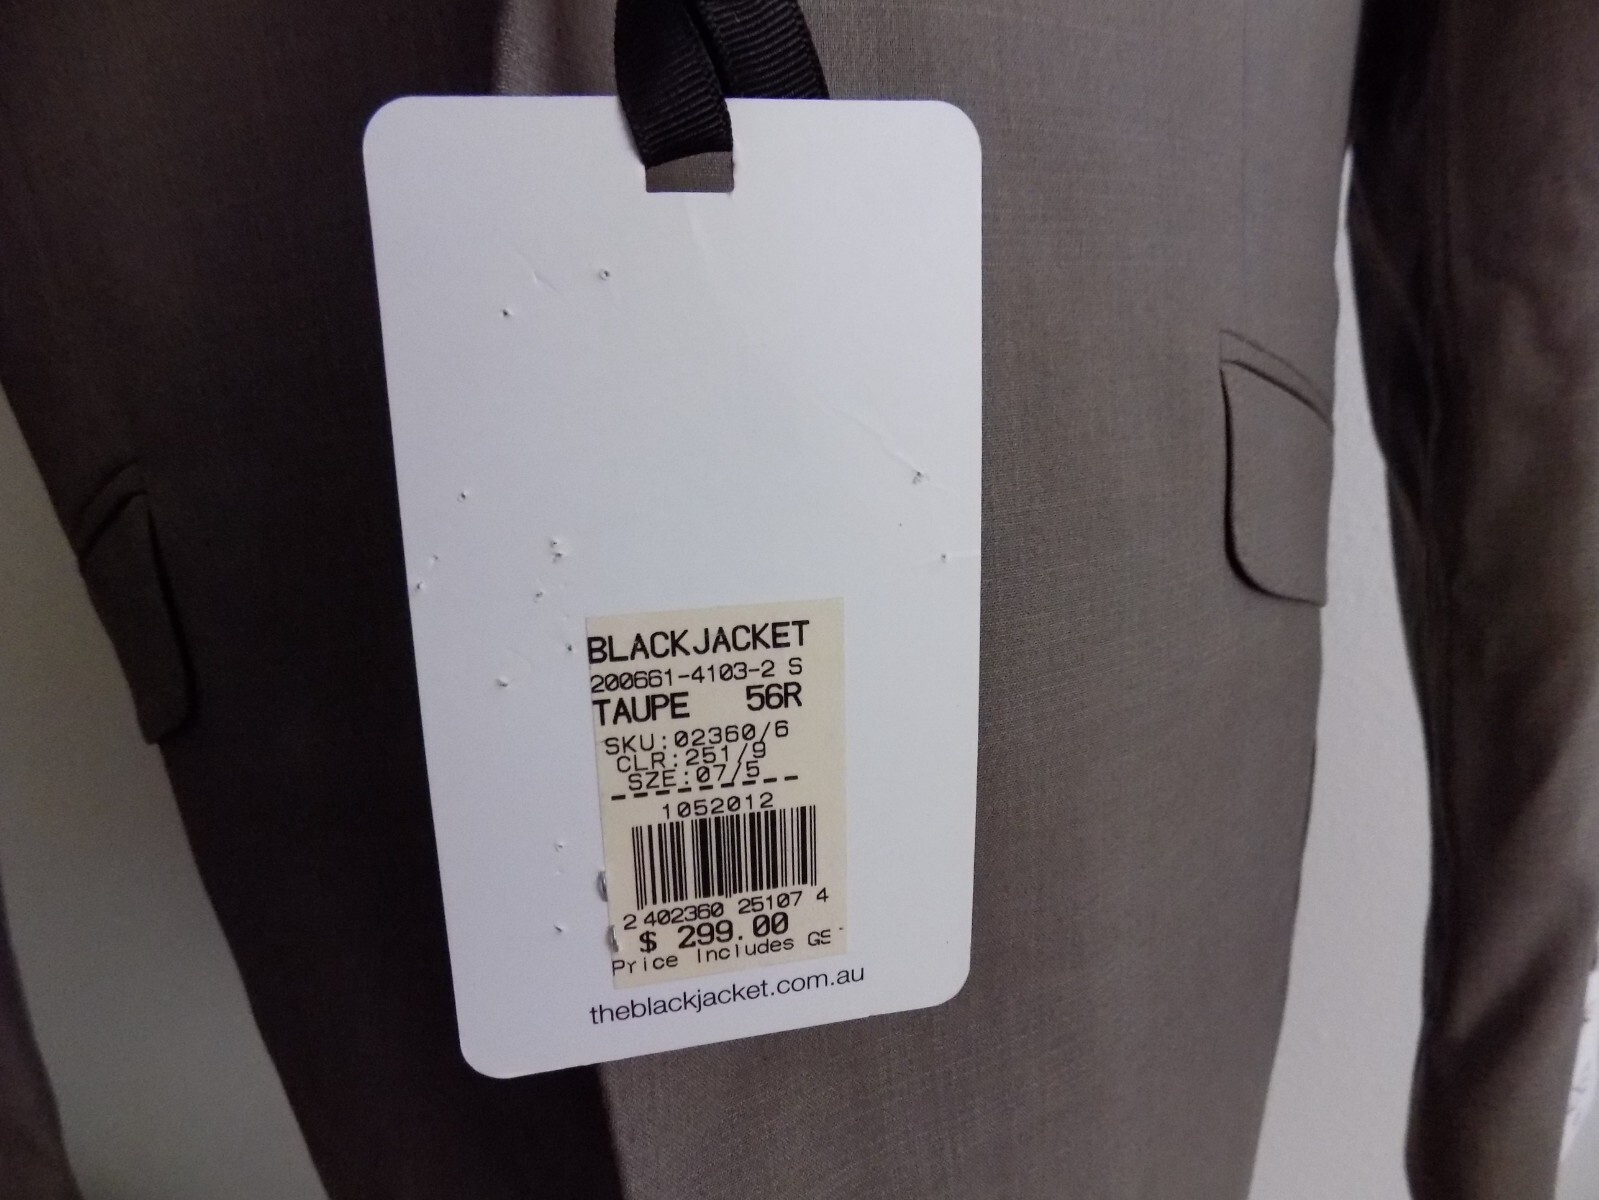 BLACKJACKET
200661-4103-2 S
TAUPE 56R
SKU:02360/6
CLR:251/9
SZE:07/5
1052012
2 402360 25107 4
$ 299.00
Price Includes GS
theblackjacket.com.au